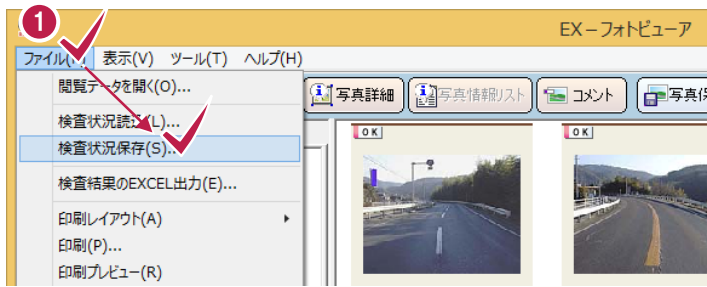 1
EX－フォトビューア
ファイル(F) 表示(V) ツール(T) ヘルプ(H)
閲覧データを開く(O)...
写真詳細 写真情報リスト コメント 写真保
検査状況読込(L)...
検査状況保存(S)...
検査結果のEXCEL出力(E)...
印刷レイアウト(A)
印刷(P)...
印刷プレビュー(R)
OK OK